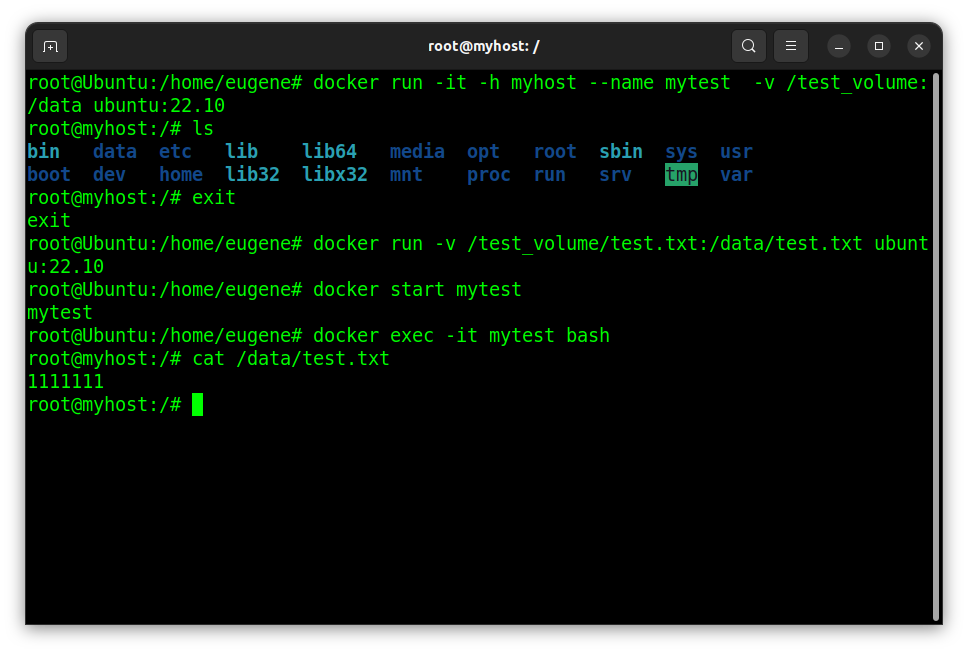 root@myhost: /
root@Ubuntu:/home/eugene# docker run -it -h myhost --name mytest  -v /test_volume:
/data ubuntu:22.10
root@myhost:/# ls
bin   data  etc   lib    lib64   media  opt   root  sbin  sys  usr
boot  dev   home  lib32  libx32  mnt    proc  run   srv   tmp  var
root@myhost:/# exit
exit
root@Ubuntu:/home/eugene# docker run -v /test_volume/test.txt:/data/test.txt ubunt
u:22.10
root@Ubuntu:/home/eugene# docker start mytest
mytest
root@Ubuntu:/home/eugene# docker exec -it mytest bash
root@myhost:/# cat /data/test.txt
1111111
root@myhost:/#